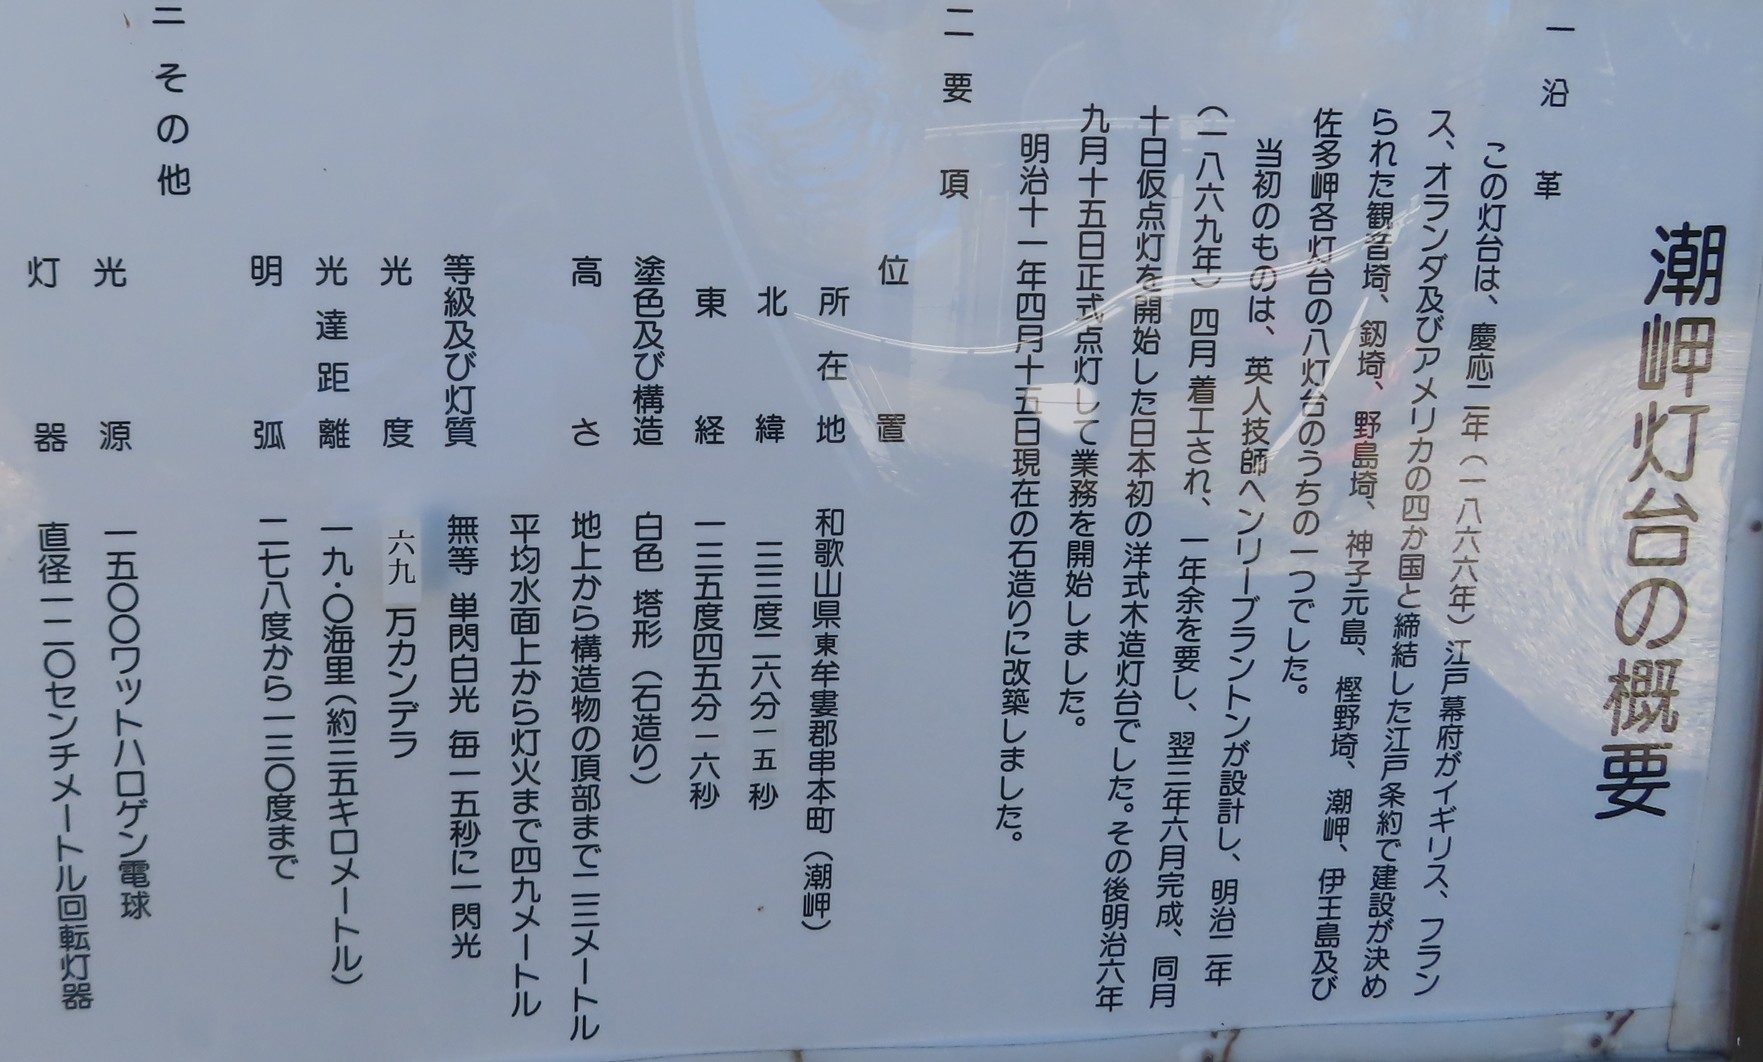 潮岬灯台の概要
一 沿革
この灯台は、慶応二年（一八六六年）江戸幕府がイギリス、フラン
ス、オランダ及びアメリカの四か国と締結した江戸条約で建設が決め
られた観音埼、釼埼、野島埼、神子元島、樫野埼、潮岬、伊王島及び
佐多岬各灯台の八灯台のうちの一つでした。
当初のものは、英人技師ヘンリーブラントンが設計し、明治二年
（一八六九年）四月着工され、一年余を要し、翌三年六月完成、同月
十日仮点灯を開始した日本初の洋式木造灯台でした。その後明治六年
九月十五日正式点灯して業務を開始しました。
明治十一年四月十五日現在の石造りに改築しました。
二 要項
位置
所在地 和歌山県東牟婁郡串本町（潮岬）
北緯 三三度二六分一五秒
東経 一三五度四五分一六秒
塗色及び構造 白色 塔形（石造り）
高さ 地上から構造物の頂部まで二三メートル
平均水面上から灯火まで四九メートル
等級及び灯質 無等 単閃白光 毎一五秒に一閃光
光度 六九万カンデラ
光達距離 一九・〇海里（約三五キロメートル）
明弧 二七八度から一三〇度まで
三 その他
光源 一五〇〇ワットハロゲン電球
灯器 直径一二〇センチメートル回転灯器